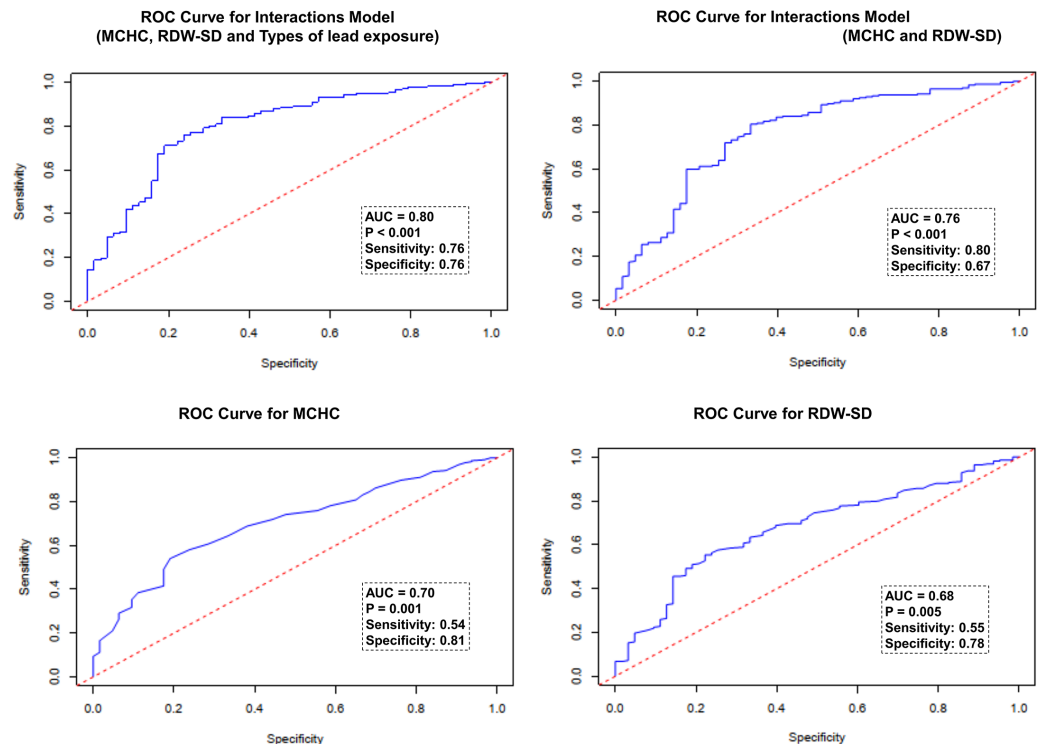 ROC Curve for Interactions Model
(MCHC, RDW-SD and Types of lead exposure)
Sensitivity
1.0
0.8
0.6
0.4
0.2
0.0
AUC = 0.80
P < 0.001
Sensitivity: 0.76
Specificity: 0.76
0.0 0.2 0.4 0.6 0.8 1.0
Specificity
ROC Curve for Interactions Model
(MCHC and RDW-SD)
Sensitivity
1.0
0.8
0.6
0.4
0.2
0.0
AUC = 0.76
P < 0.001
Sensitivity: 0.80
Specificity: 0.67
0.0 0.2 0.4 0.6 0.8 1.0
Specificity
ROC Curve for MCHC
Sensitivity
1.0
0.8
0.6
0.4
0.2
0.0
AUC = 0.70
P = 0.001
Sensitivity: 0.54
Specificity: 0.81
0.0 0.2 0.4 0.6 0.8 1.0
Specificity
ROC Curve for RDW-SD
Sensitivity
1.0
0.8
0.6
0.4
0.2
0.0
AUC = 0.68
P = 0.005
Sensitivity: 0.55
Specificity: 0.78
0.0 0.2 0.4 0.6 0.8 1.0
Specificity